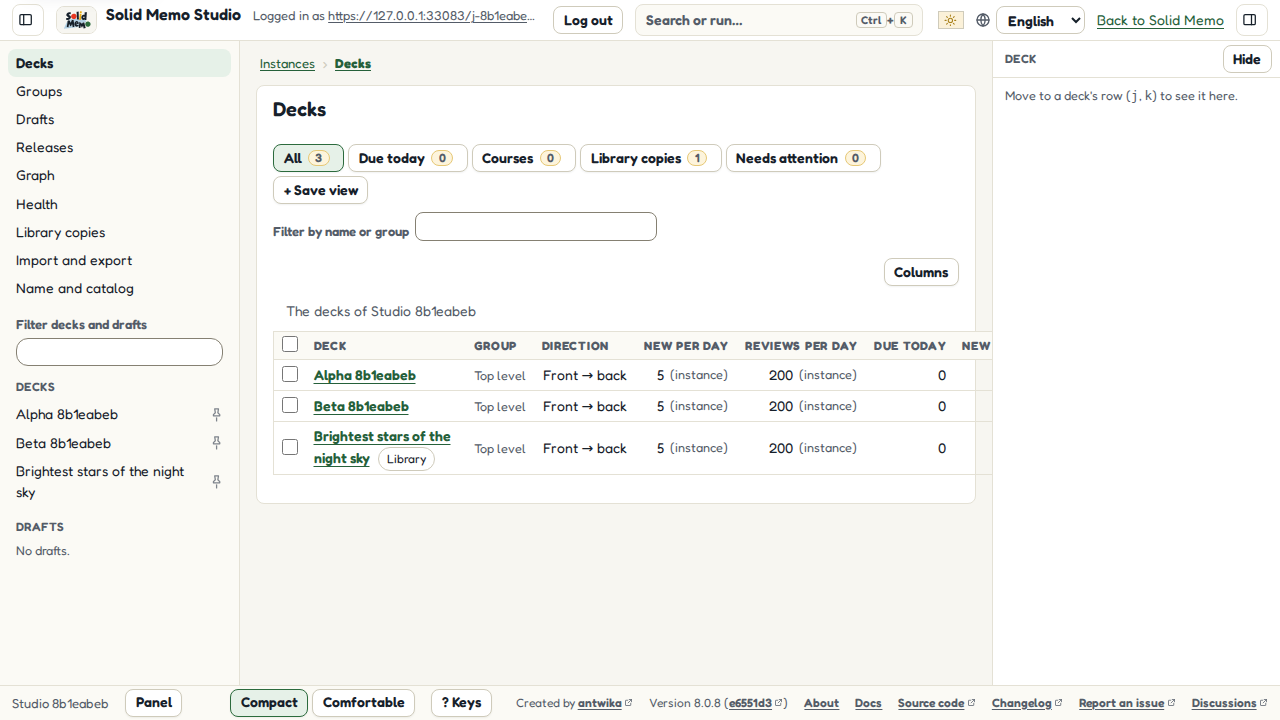 Solid Memo
Solid Memo Studio
Logged in as https://127.0.0.1:33083/j-8b1eabe...
Log out
Search or run... Ctrl+K
English
Back to Solid Memo
Decks
Groups
Drafts
Releases
Graph
Health
Library copies
Import and export
Name and catalog
Filter decks and drafts
DECKS
Alpha 8b1eabeb
Beta 8b1eabeb
Brightest stars of the night
sky
DRAFTS
No drafts.
Instances › Decks
Decks
All 3
Due today 0
Courses 0
Library copies 1
Needs attention 0
+ Save view
Filter by name or group
Columns
The decks of Studio 8b1eabeb
DECK GROUP DIRECTION NEW PER DAY REVIEWS PER DAY DUE TODAY NEW
Alpha 8b1eabeb Top level Front → back 5 (instance) 200 (instance) 0
Beta 8b1eabeb Top level Front → back 5 (instance) 200 (instance) 0
Brightest stars of the
night sky Library Top level Front → back 5 (instance) 200 (instance) 0
DECK
Hide
Move to a deck's row (j, k) to see it here.
Studio 8b1eabeb
Panel
Compact
Comfortable
? Keys
Created by antwika
Version 8.0.8 (e6551d3)
About
Docs
Source code
Changelog
Report an issue
Discussions